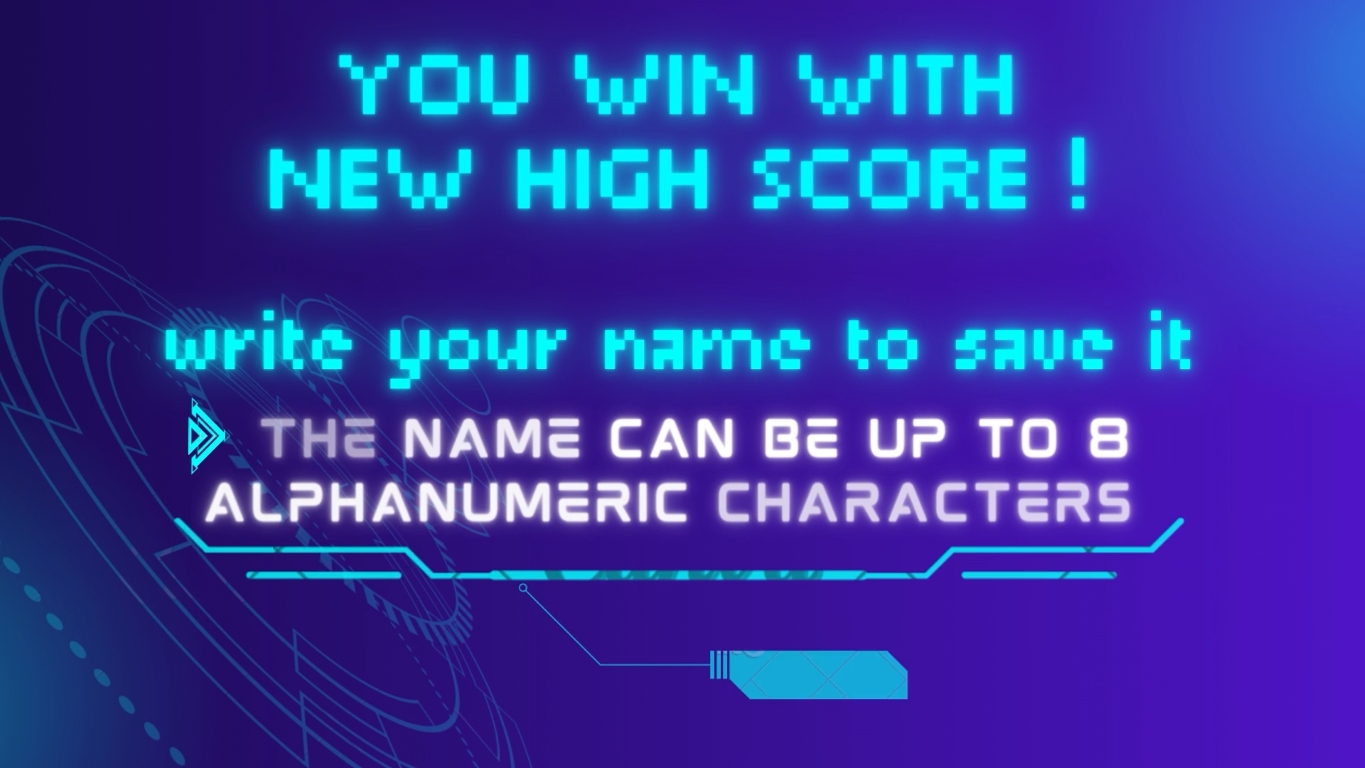 YOU WIN WITH
NEW HIGH SCORE !
write your name to save it
THE NAME CAN BE UP TO 8
ALPHANUMERIC CHARACTERS